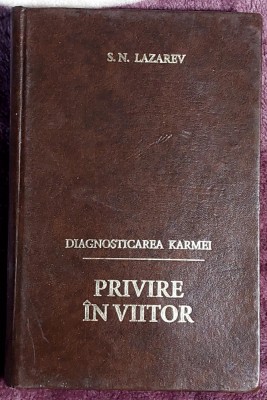 S. N. LAZAREV
DIAGNOSTICAREA KARMEI
PRIVIRE
ÎN VIITOR